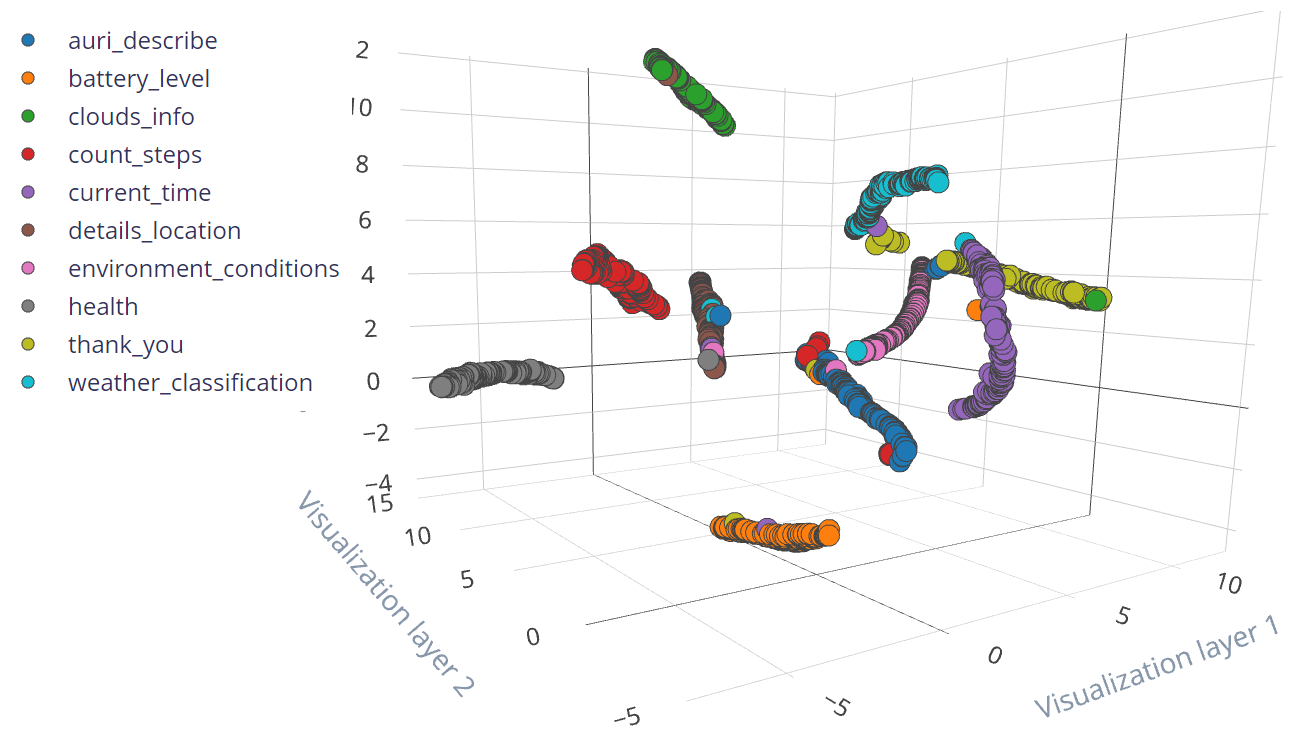 auri_describe
battery_level
clouds_info
count_steps
current_time
details_location
environment_conditions
health
thank_you
weather_classification
2
10
8
6
4
2
0
−2
−4
15
10
5
0
−5
Visualization layer 2
−5
0
5
10
Visualization layer 1